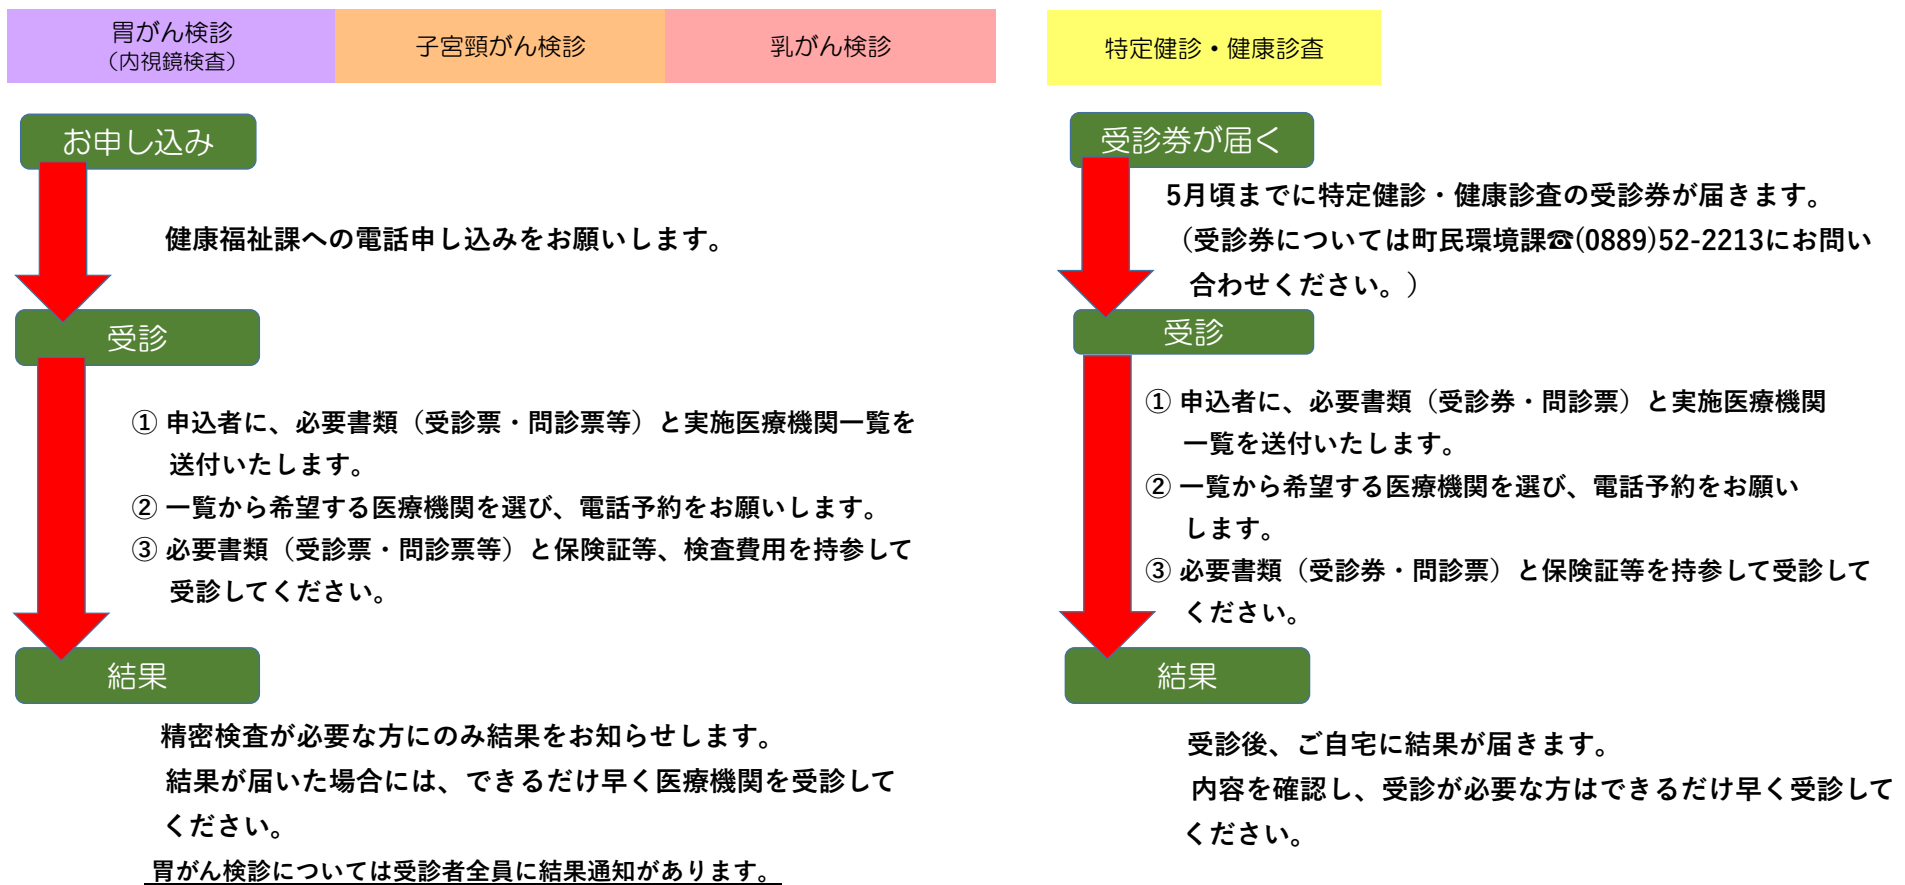 胃がん検診
（内視鏡検査）
子宮頸がん検診
乳がん検診
お申し込み
健康福祉課への電話申し込みをお願いします。
受診
① 申込者に、必要書類（受診票・問診票等）と実施医療機関一覧を
送付いたします。
② 一覧から希望する医療機関を選び、電話予約をお願いします。
③ 必要書類（受診票・問診票等）と保険証等、検査費用を持参して
受診してください。
結果
精密検査が必要な方にのみ結果をお知らせします。
結果が届いた場合には、できるだけ早く医療機関を受診して
ください。
胃がん検診については受診者全員に結果通知があります。
特定健診・健康診査
受診券が届く
5月頃までに特定健診・健康診査の受診券が届きます。
（受診券については町民環境課☎(0889)52-2213にお問い
合わせください。）
受診
① 申込者に、必要書類（受診券・問診票）と実施医療機関
一覧を送付いたします。
② 一覧から希望する医療機関を選び、電話予約をお願い
します。
③ 必要書類（受診券・問診票）と保険証等を持参して受診して
ください。
結果
受診後、ご自宅に結果が届きます。
内容を確認し、受診が必要な方はできるだけ早く受診して
ください。